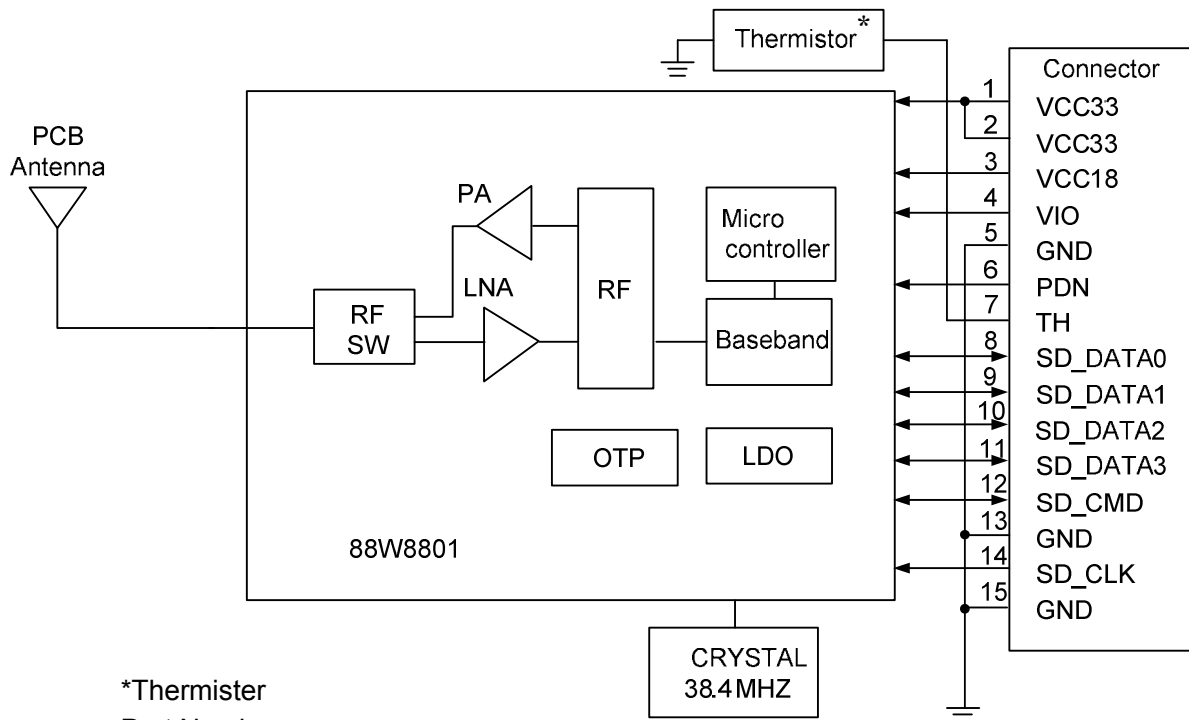 Thermistor*
Connector
1 VCC33
2 VCC33
3 VCC18
4 VIO
5 GND
6 PDN
7 TH
8 SD_DATA0
9 SD_DATA1
10 SD_DATA2
11 SD_DATA3
12 SD_CMD
13 GND
14 SD_CLK
15 GND
PCB
Antenna
PA
LNA
RF
SW
RF
Micro
controller
Baseband
OTP
LDO
88W8801
CRYSTAL
38.4MHZ
*Thermister